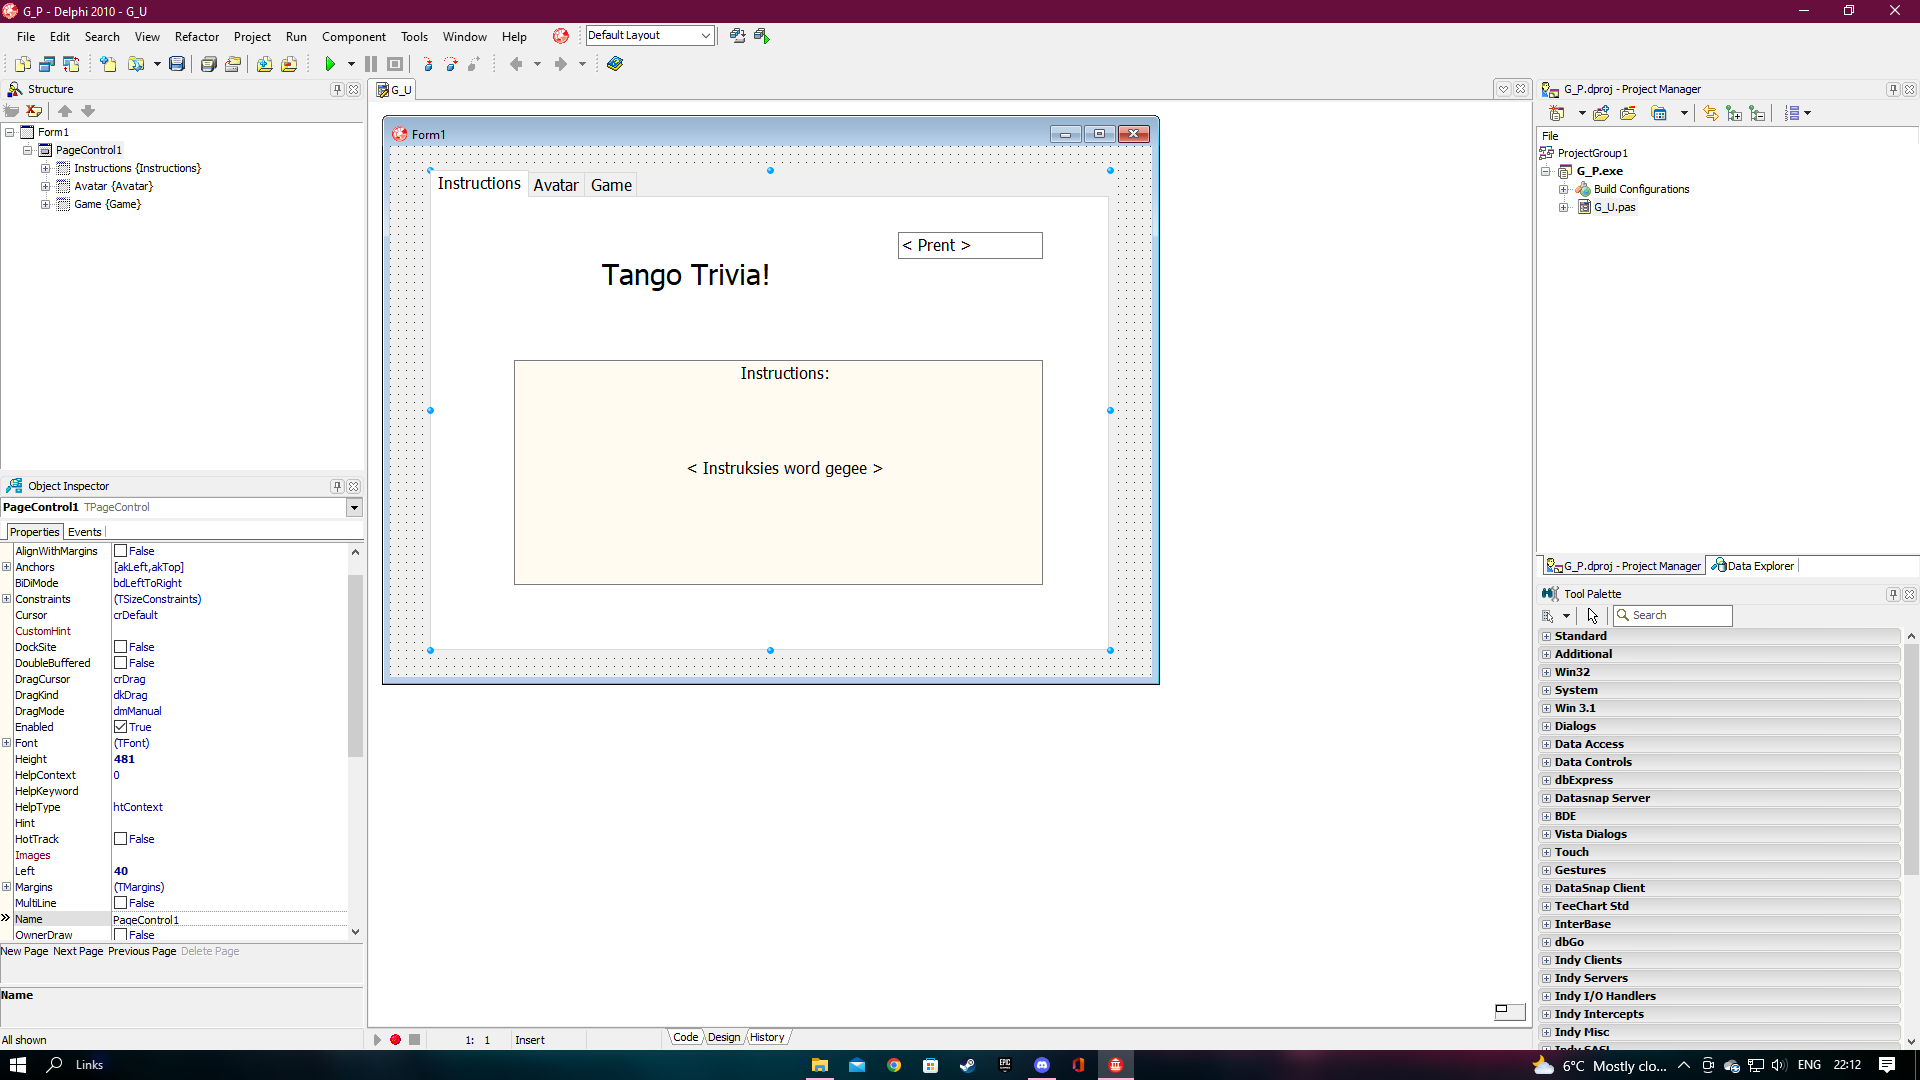 G_P - Delphi 2010 - G_U
File Edit Search View Refactor Project Run Component Tools Window Help
Default Layout
Structure
Form1
PageControl1
Instructions {Instructions}
Avatar {Avatar}
Game {Game}
Object Inspector
PageControl1 TPageControl
Properties Events
AlignWithMargins False
Anchors [akLeft,akTop]
BiDiMode bdLeftToRight
Constraints (TSizeConstraints)
Cursor crDefault
CustomHint
DockSite False
DoubleBuffered False
DragCursor crDrag
DragKind dkDrag
DragMode dmManual
Enabled True
Font (TFont)
Height 481
HelpContext 0
HelpKeyword
HelpType htContext
Hint
HotTrack False
Images
Left 40
Margins (TMargins)
MultiLine False
Name PageControl1
OwnerDraw False
New Page Next Page Previous Page Delete Page
Name
All shown
G_U
Form1
Instructions Avatar Game
< Prent >
Tango Trivia!
Instructions:
< Instruksies word gegee >
1: 1 Insert
Code Design History
G_P.dproj - Project Manager
File
ProjectGroup1
G_P.exe
Build Configurations
G_U.pas
G_P.dproj - Project Manager Data Explorer
Tool Palette
Search
Standard
Additional
Win32
System
Win 3.1
Dialogs
Data Access
Data Controls
dbExpress
Datasnap Server
BDE
Vista Dialogs
Touch
Gestures
DataSnap Client
TeeChart Std
InterBase
dbGo
Indy Clients
Indy Servers
Indy I/O Handlers
Indy Intercepts
Indy Misc
Indy SASL
Links
EPIC
6°C Mostly clo... ENG 22:12